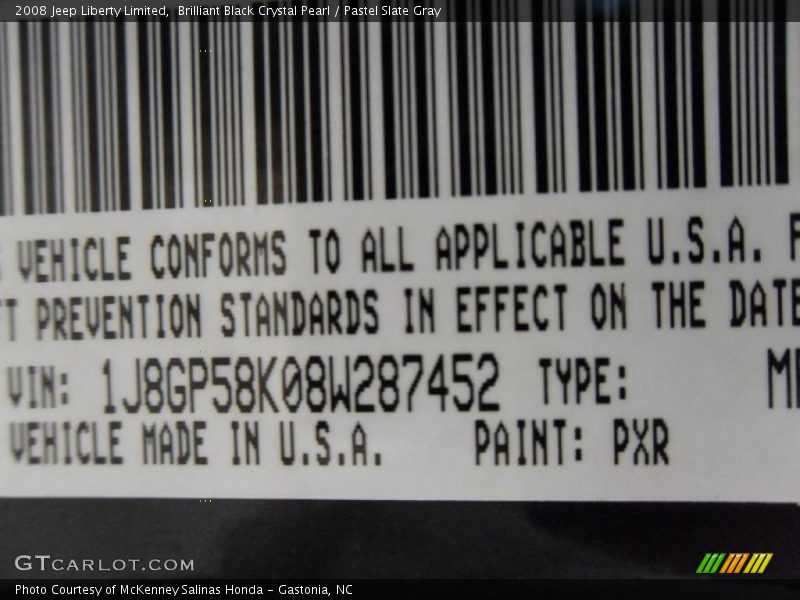 2008 Jeep Liberty Limited, Brilliant Black Crystal Pearl / Pastel Slate Gray
VEHICLE CONFORMS TO ALL APPLICABLE U.S.A.
PREVENTION STANDARDS IN EFFECT ON THE DATE
VIN: 1J8GP58K08W287452 TYPE:
VEHICLE MADE IN U.S.A. PAINT: PXR
GTCARLOT.COM
Photo Courtesy of McKenney Salinas Honda - Gastonia, NC